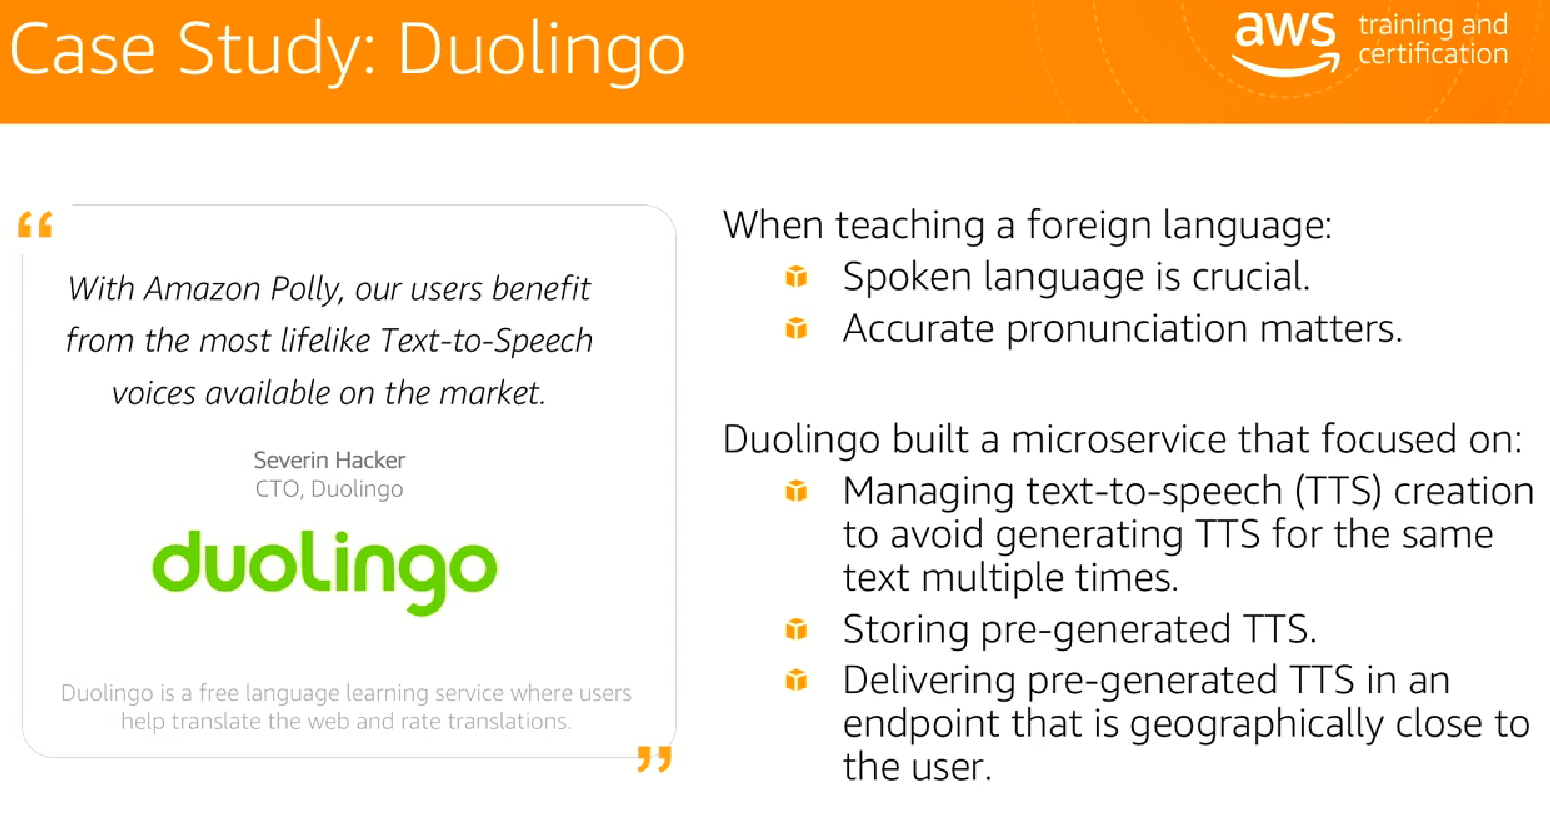 Case Study: Duolingo
aws
training and
certification
“
With Amazon Polly, our users benefit
from the most lifelike Text-to-Speech
voices available on the market.
Severin Hacker
CTO, Duolingo
duolingo
Duolingo is a free language learning service where users
help translate the web and rate translations.
”
When teaching a foreign language:
Spoken language is crucial.
Accurate pronunciation matters.
Duolingo built a microservice that focused on:
Managing text-to-speech (TTS) creation
to avoid generating TTS for the same
text multiple times.
Storing pre-generated TTS.
Delivering pre-generated TTS in an
endpoint that is geographically close to
the user.